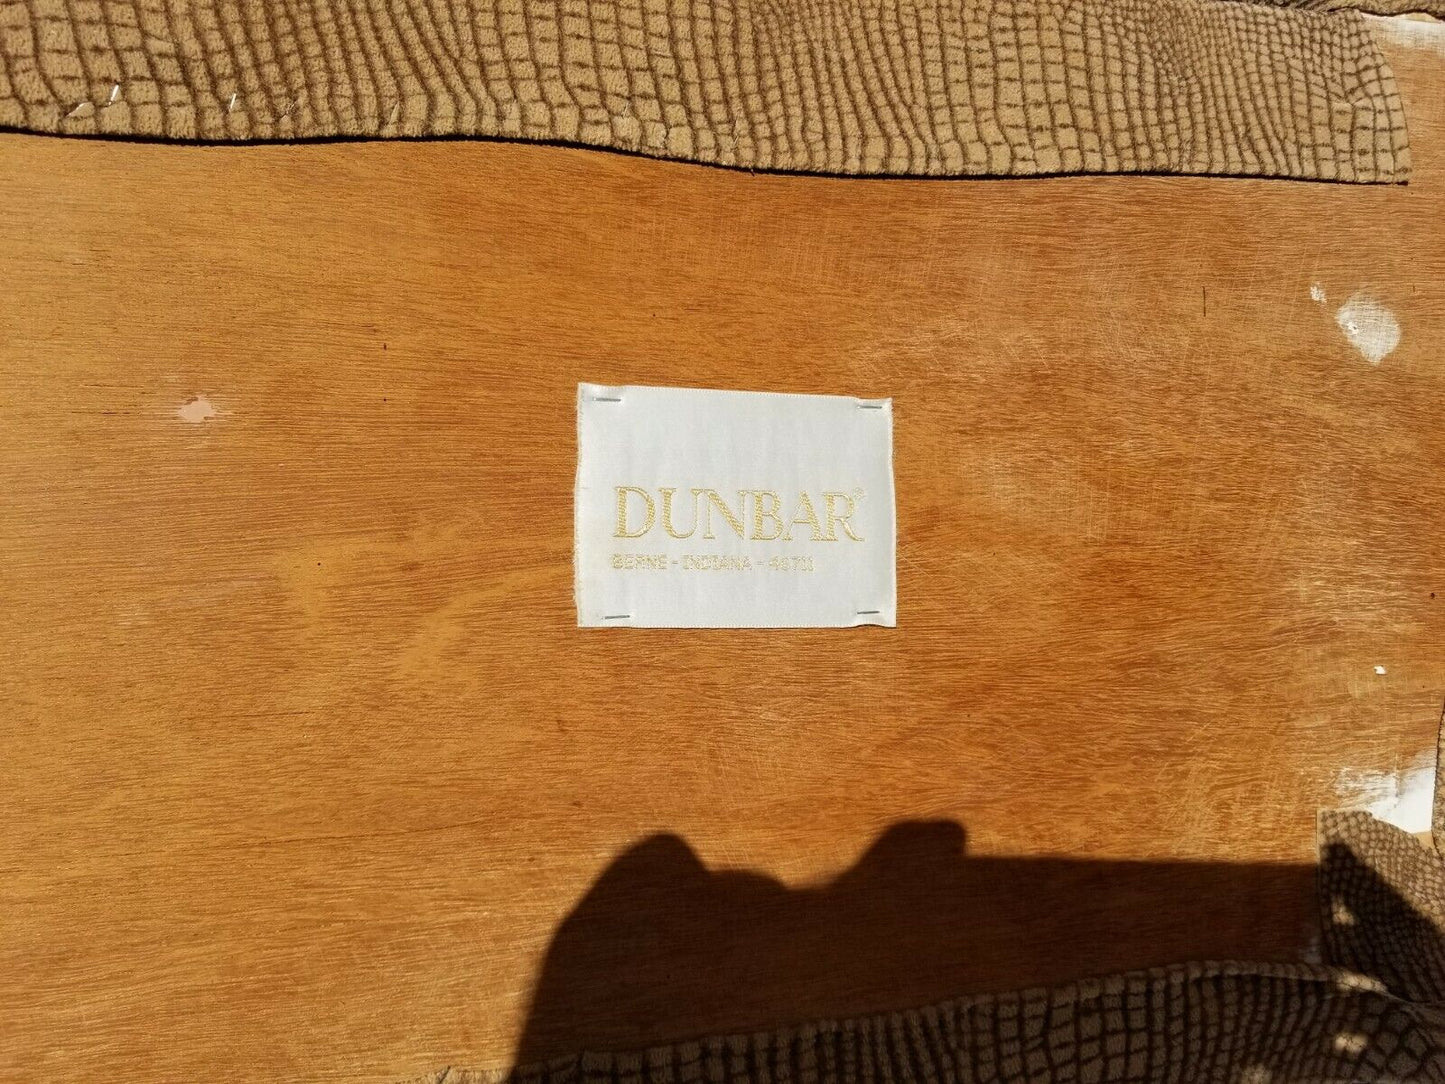 DUNBAR®
BERNE - INDIANA - 46711